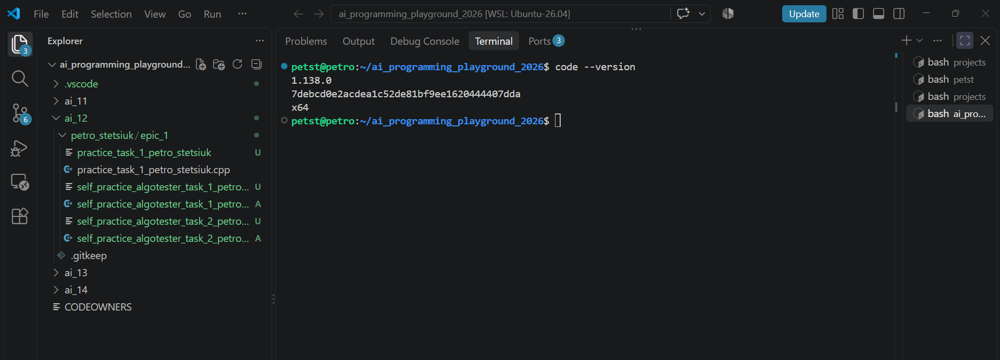 File Edit Selection View Go Run ···
ai_programming_playground_2026 [WSL: Ubuntu-26.04]
Update
Explorer
3
6
ai_programming_playground...
.vscode
ai_11
ai_12
petro_stetsiuk/epic_1
practice_task_1_petro_stetsiuk U
practice_task_1_petro_stetsiuk.cpp
self_practice_algotester_task_1_petro... U
self_practice_algotester_task_1_petro... A
self_practice_algotester_task_2_petro... U
self_practice_algotester_task_2_petro... A
.gitkeep
ai_13
ai_14
CODEOWNERS
Problems Output Debug Console Terminal Ports 3
petst@petro:~/ai_programming_playground_2026$ code --version
1.138.0
7debcd0e2acdea1c52de81bf9ee1620444407dda
x64
petst@petro:~/ai_programming_playground_2026$
bash projects
bash petst
bash projects
bash ai_pro...